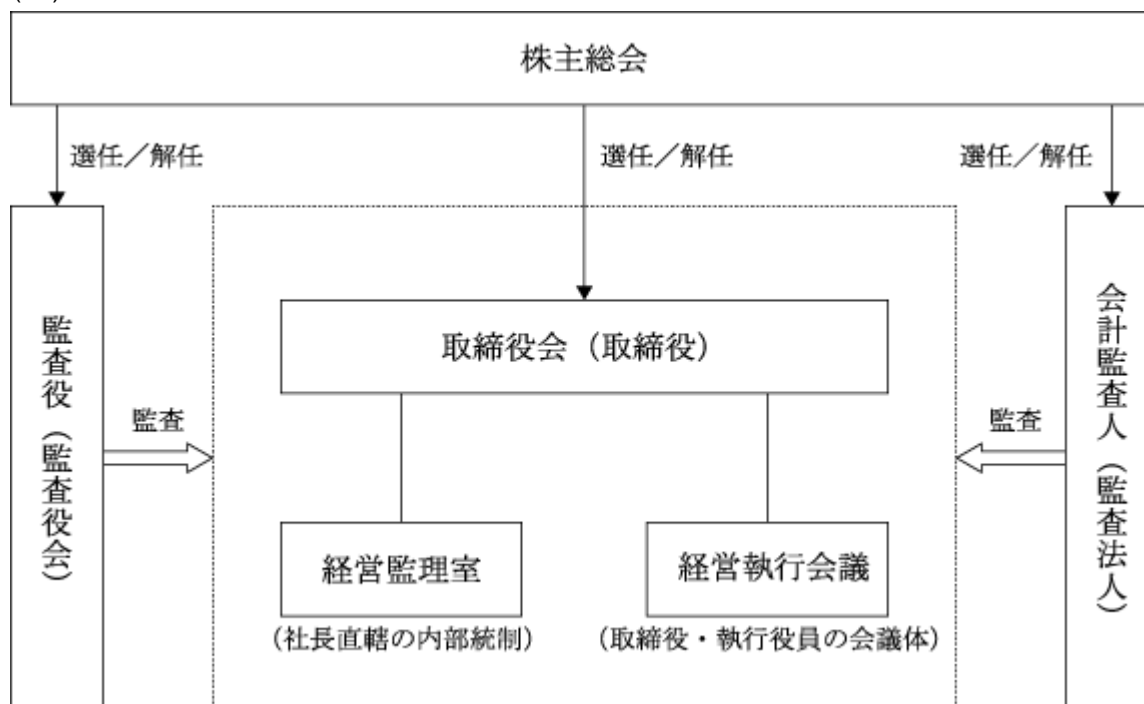 株主総会
選任／解任
選任／解任
選任／解任
監査役（監査役会）
取締役会（取締役）
会計監査人（監査法人）
監査
監査
経営監理室
経営執行会議
（社長直轄の内部統制）
（取締役・執行役員の会議体）